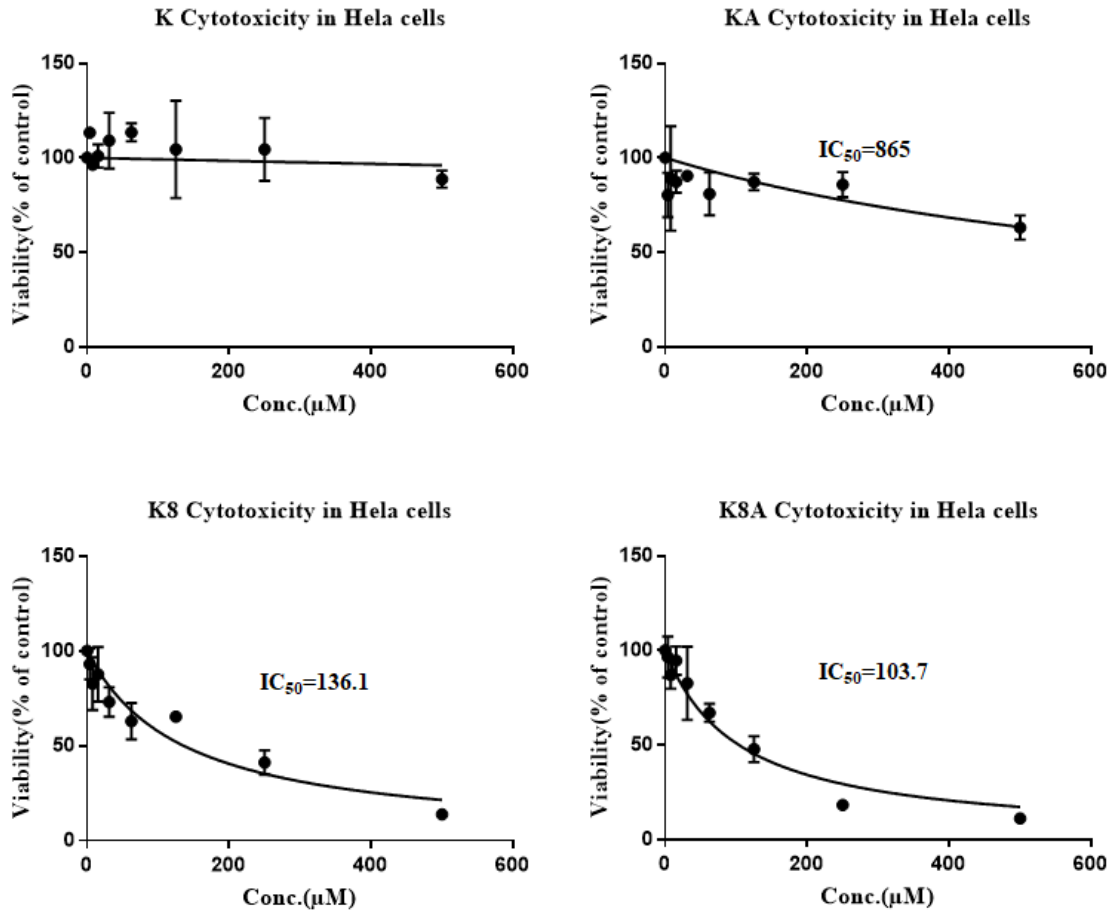 K Cytotoxicity in Hela cells
150
100
50
0
Viability(% of control)
0 200 400 600
Conc.(µM)
KA Cytotoxicity in Hela cells
150
100
50
0
Viability(% of control)
IC50=865
0 200 400 600
Conc.(µM)
K8 Cytotoxicity in Hela cells
150
100
50
0
Viability(% of control)
IC50=136.1
0 200 400 600
Conc.(µM)
K8A Cytotoxicity in Hela cells
150
100
50
0
Viability(% of control)
IC50=103.7
0 200 400 600
Conc.(µM)